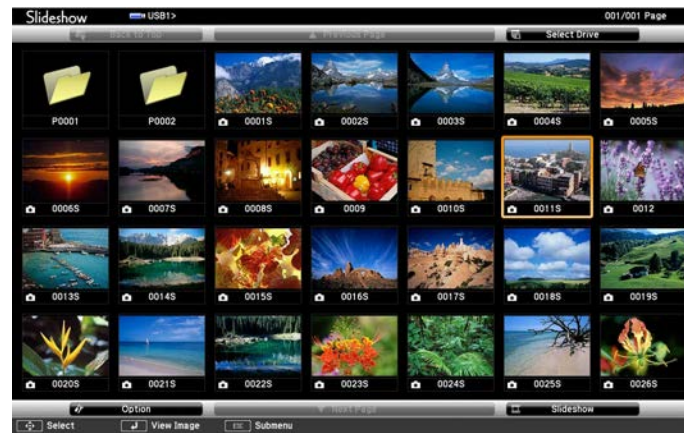 Slideshow USB1> 001/001 Page
Back to Top Previous Page Select Drive
P0001 P0002 0001S 0002S 0003S 0004S 0005S
0006S 0007S 0008S 0009 0010S 0011S 0012
0013S 0014S 0015S 0016S 0017S 0018S 0019S
0020S 0021S 0022S 0023S 0024S 0025S 0026S
Option Next Page Slideshow
Select View Image Esc Submenu